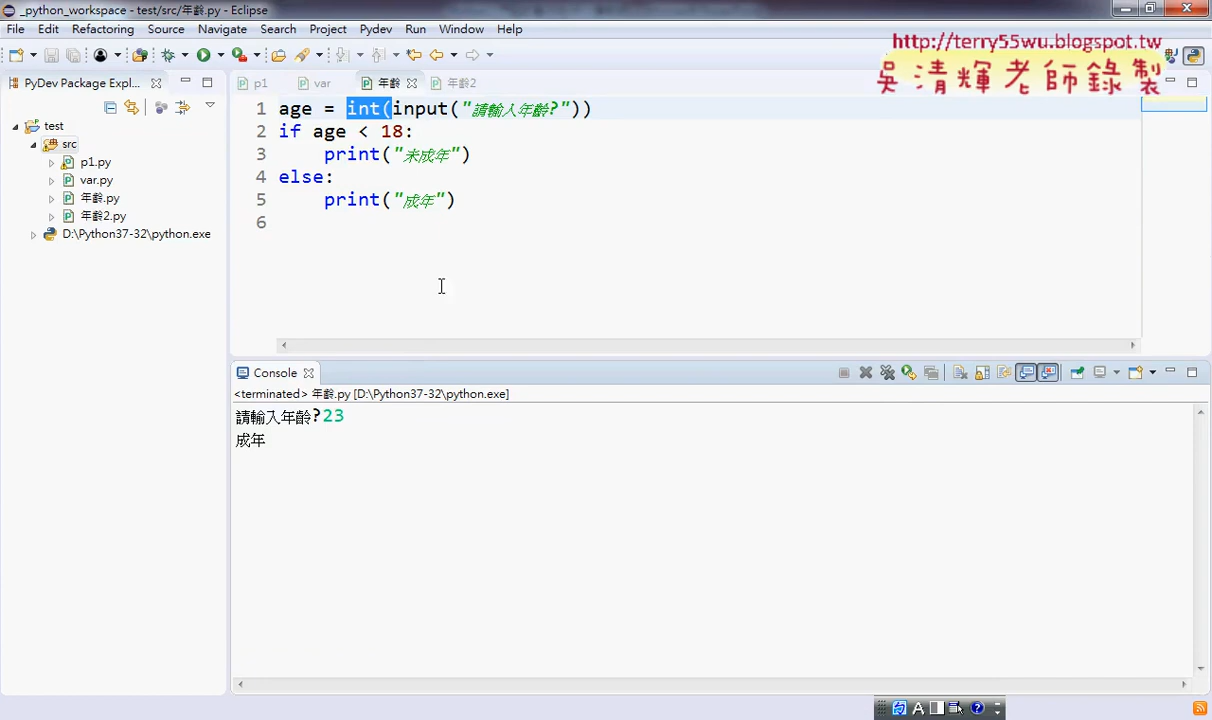 _python_workspace - test/src/年齡.py - Eclipse
File Edit Refactoring Source Navigate Search Project Pydev Run Window Help
http://terry55wu.blogspot.tw
吳清輝老師錄製
PyDev Package Expl...
p1 var 年齡 年齡2
test
src
p1.py
var.py
年齡.py
年齡2.py
D:\Python37-32\python.exe
1 age = int(input("請輸入年齡?"))
2 if age < 18:
3 print("未成年")
4 else:
5 print("成年")
6
Console
<terminated> 年齡.py [D:\Python37-32\python.exe]
請輸入年齡?23
成年
A